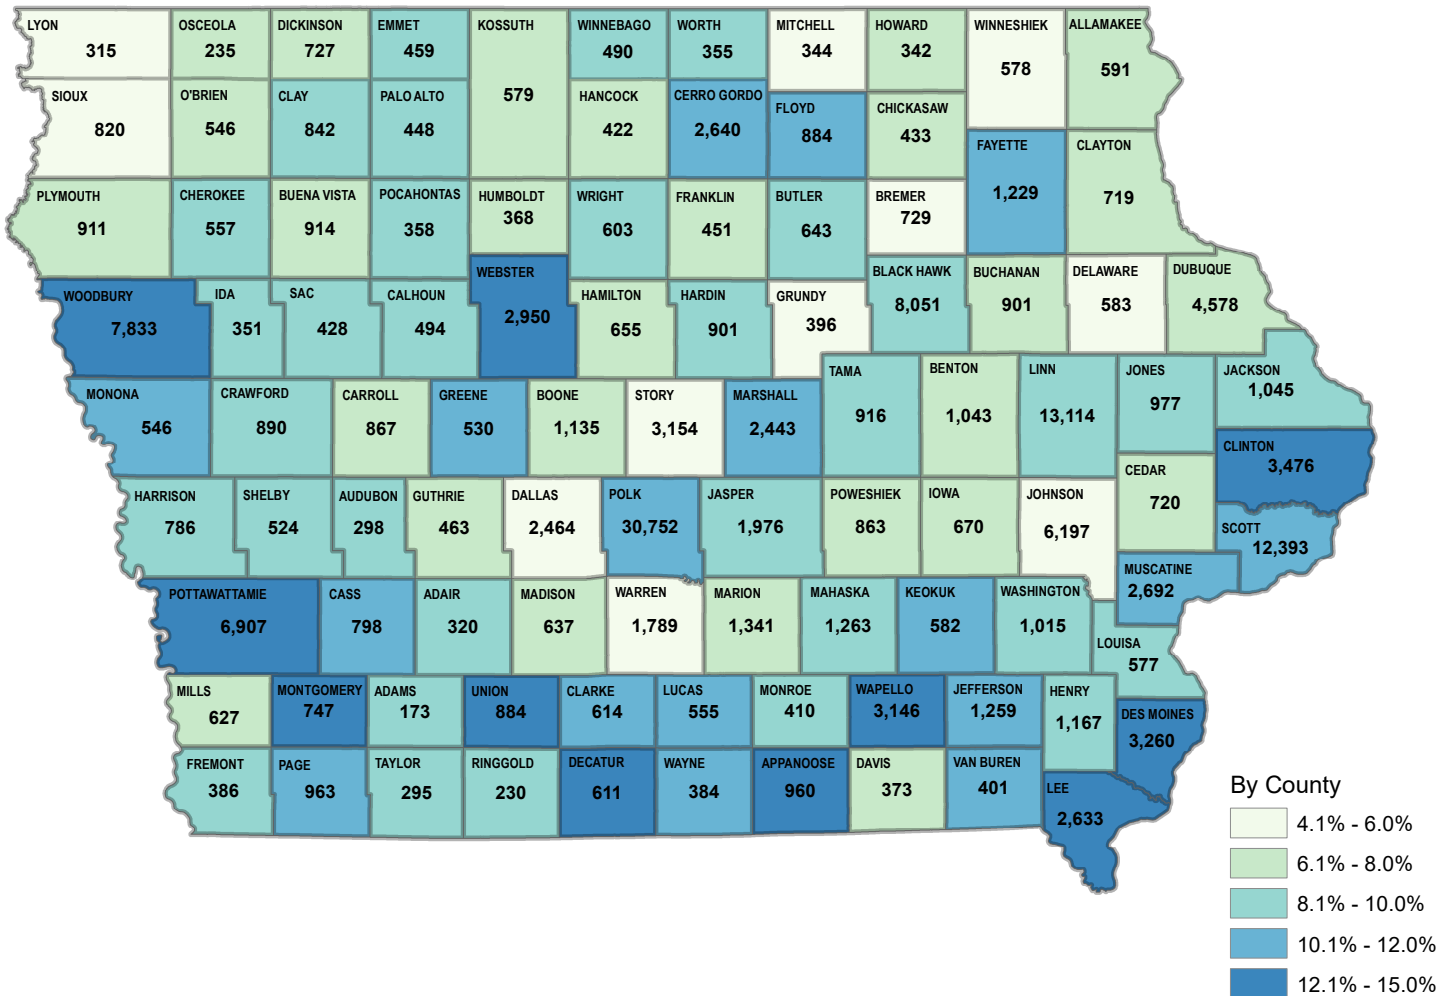 LYON
315
OSCEOLA
235
DICKINSON
727
EMMET
459
KOSSUTH
579
WINNEBAGO
490
WORTH
355
MITCHELL
344
HOWARD
342
WINNESHIEK
578
ALLAMAKEE
591
SIOUX
820
O'BRIEN
546
CLAY
842
PALO ALTO
448
HANCOCK
422
CERRO GORDO
2,640
FLOYD
884
CHICKASAW
433
FAYETTE
1,229
CLAYTON
719
PLYMOUTH
911
CHEROKEE
557
BUENA VISTA
914
POCAHONTAS
358
HUMBOLDT
368
WRIGHT
603
FRANKLIN
451
BUTLER
643
BREMER
729
WOODBURY
7,833
IDA
351
SAC
428
CALHOUN
494
WEBSTER
2,950
HAMILTON
655
HARDIN
901
GRUNDY
396
BLACK HAWK
8,051
BUCHANAN
901
DELAWARE
583
DUBUQUE
4,578
MONONA
546
CRAWFORD
890
CARROLL
867
GREENE
530
BOONE
1,135
STORY
3,154
MARSHALL
2,443
TAMA
916
BENTON
1,043
LINN
13,114
JONES
977
JACKSON
1,045
CLINTON
3,476
HARRISON
786
SHELBY
524
AUDUBON
298
GUTHRIE
463
DALLAS
2,464
POLK
30,752
JASPER
1,976
POWESHIEK
863
IOWA
670
JOHNSON
6,197
CEDAR
720
SCOTT
12,393
MUSCATINE
2,692
POTTAWATTAMIE
6,907
CASS
798
ADAIR
320
MADISON
637
WARREN
1,789
MARION
1,341
MAHASKA
1,263
KEOKUK
582
WASHINGTON
1,015
LOUISA
577
MILLS
627
MONTGOMERY
747
ADAMS
173
UNION
884
CLARKE
614
LUCAS
555
MONROE
410
WAPELLO
3,146
JEFFERSON
1,259
HENRY
1,167
DES MOINES
3,260
FREMONT
386
PAGE
963
TAYLOR
295
RINGGOLD
230
DECATUR
611
WAYNE
384
APPANOOSE
960
DAVIS
373
VAN BUREN
401
LEE
2,633
By County
4.1% - 6.0%
6.1% - 8.0%
8.1% - 10.0%
10.1% - 12.0%
12.1% - 15.0%